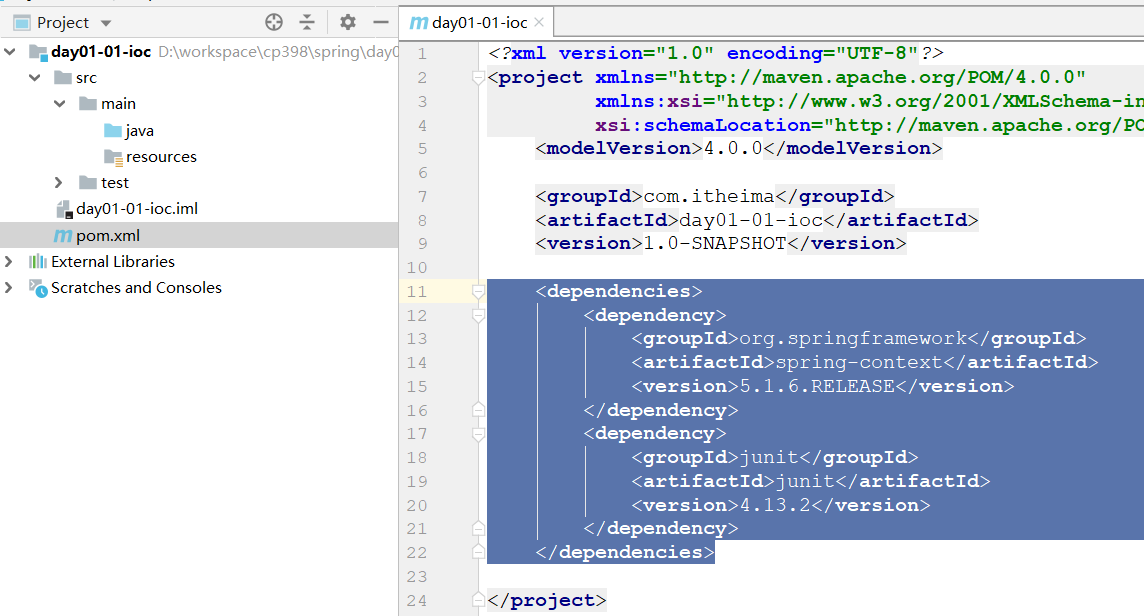 Project
day01-01-ioc D:\workspace\cp398\spring\day0
src
main
java
resources
test
day01-01-ioc.iml
pom.xml
External Libraries
Scratches and Consoles
day01-01-ioc
1 <?xml version="1.0" encoding="UTF-8"?>
2 <project xmlns="http://maven.apache.org/POM/4.0.0"
3 xmlns:xsi="http://www.w3.org/2001/XMLSchema-in
4 xsi:schemaLocation="http://maven.apache.org/PO
5 <modelVersion>4.0.0</modelVersion>
6
7 <groupId>com.itheima</groupId>
8 <artifactId>day01-01-ioc</artifactId>
9 <version>1.0-SNAPSHOT</version>
10
11 <dependencies>
12 <dependency>
13 <groupId>org.springframework</groupId>
14 <artifactId>spring-context</artifactId>
15 <version>5.1.6.RELEASE</version>
16 </dependency>
17 <dependency>
18 <groupId>junit</groupId>
19 <artifactId>junit</artifactId>
20 <version>4.13.2</version>
21 </dependency>
22 </dependencies>
23
24 </project>